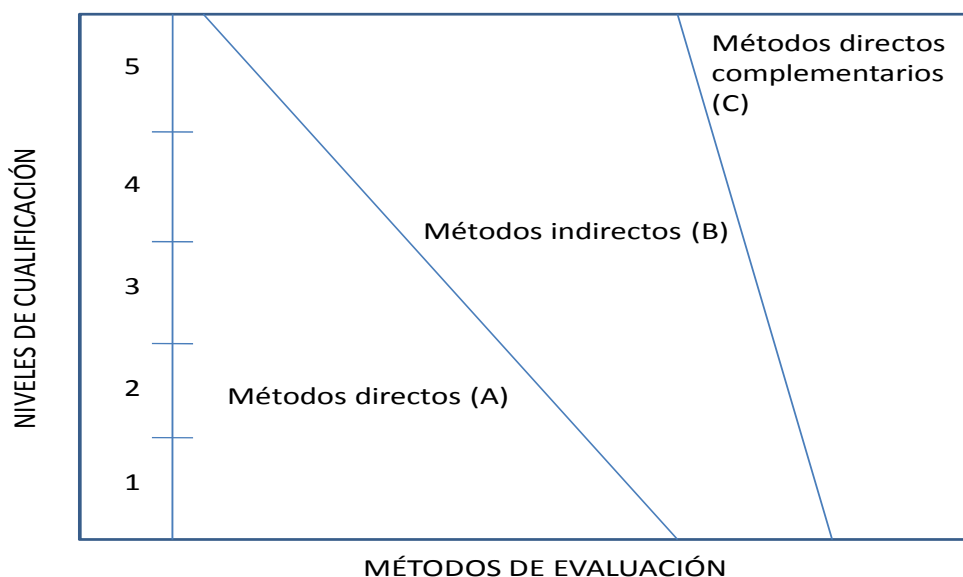 NIVELES DE CUALIFICACIÓN
5
4
3
2
1
Métodos directos
complementarios
(C)
Métodos indirectos (B)
Métodos directos (A)
MÉTODOS DE EVALUACIÓN